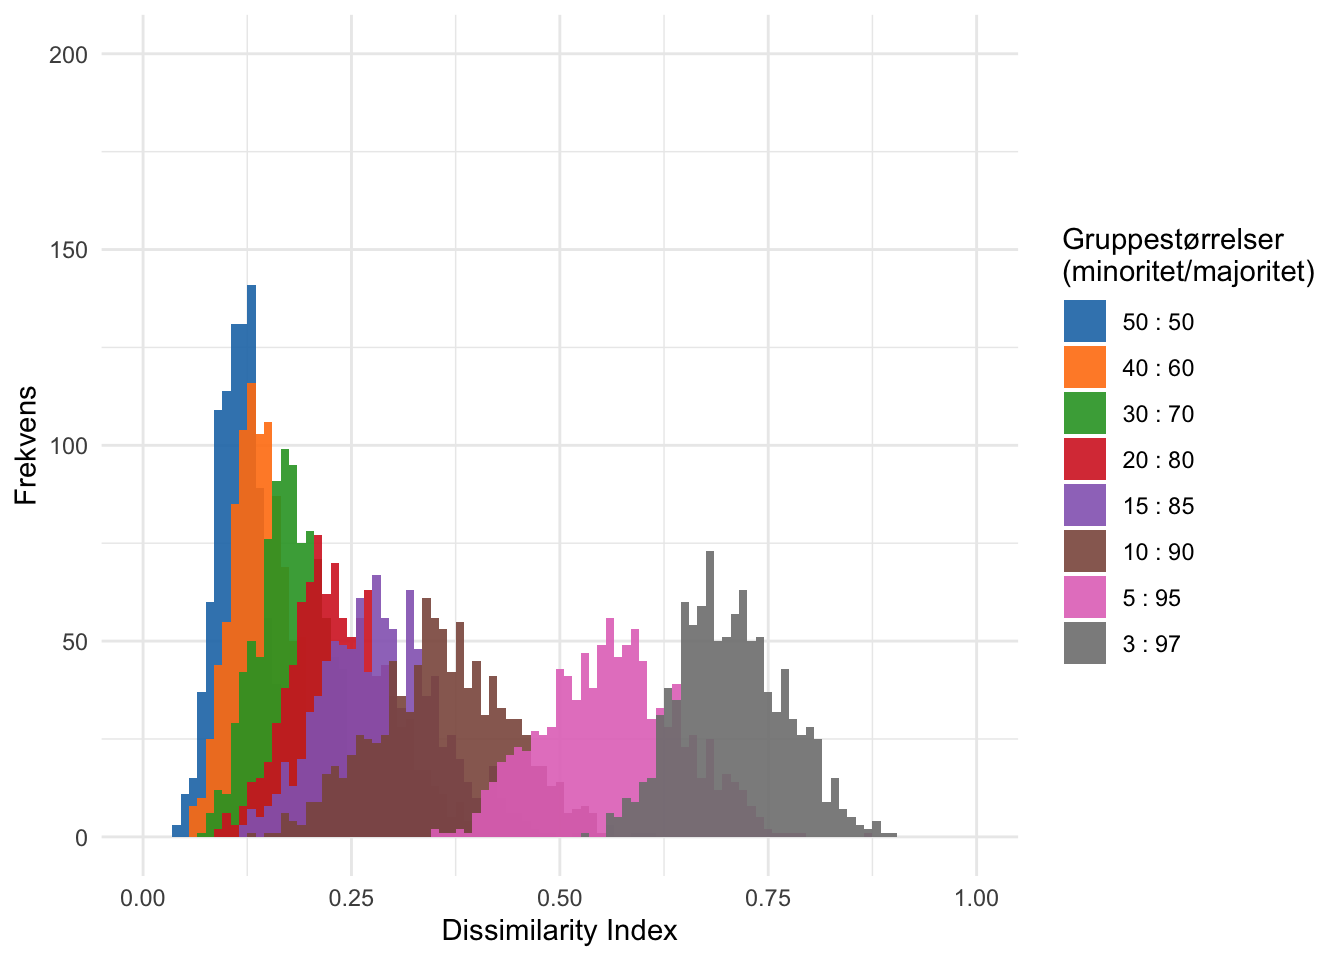 200
150
100
50
0
Frekvens
0.00 0.25 0.50 0.75 1.00
Dissimilarity Index
Gruppestørrelser
(minoritet/majoritet)
50 : 50
40 : 60
30 : 70
20 : 80
15 : 85
10 : 90
5 : 95
3 : 97